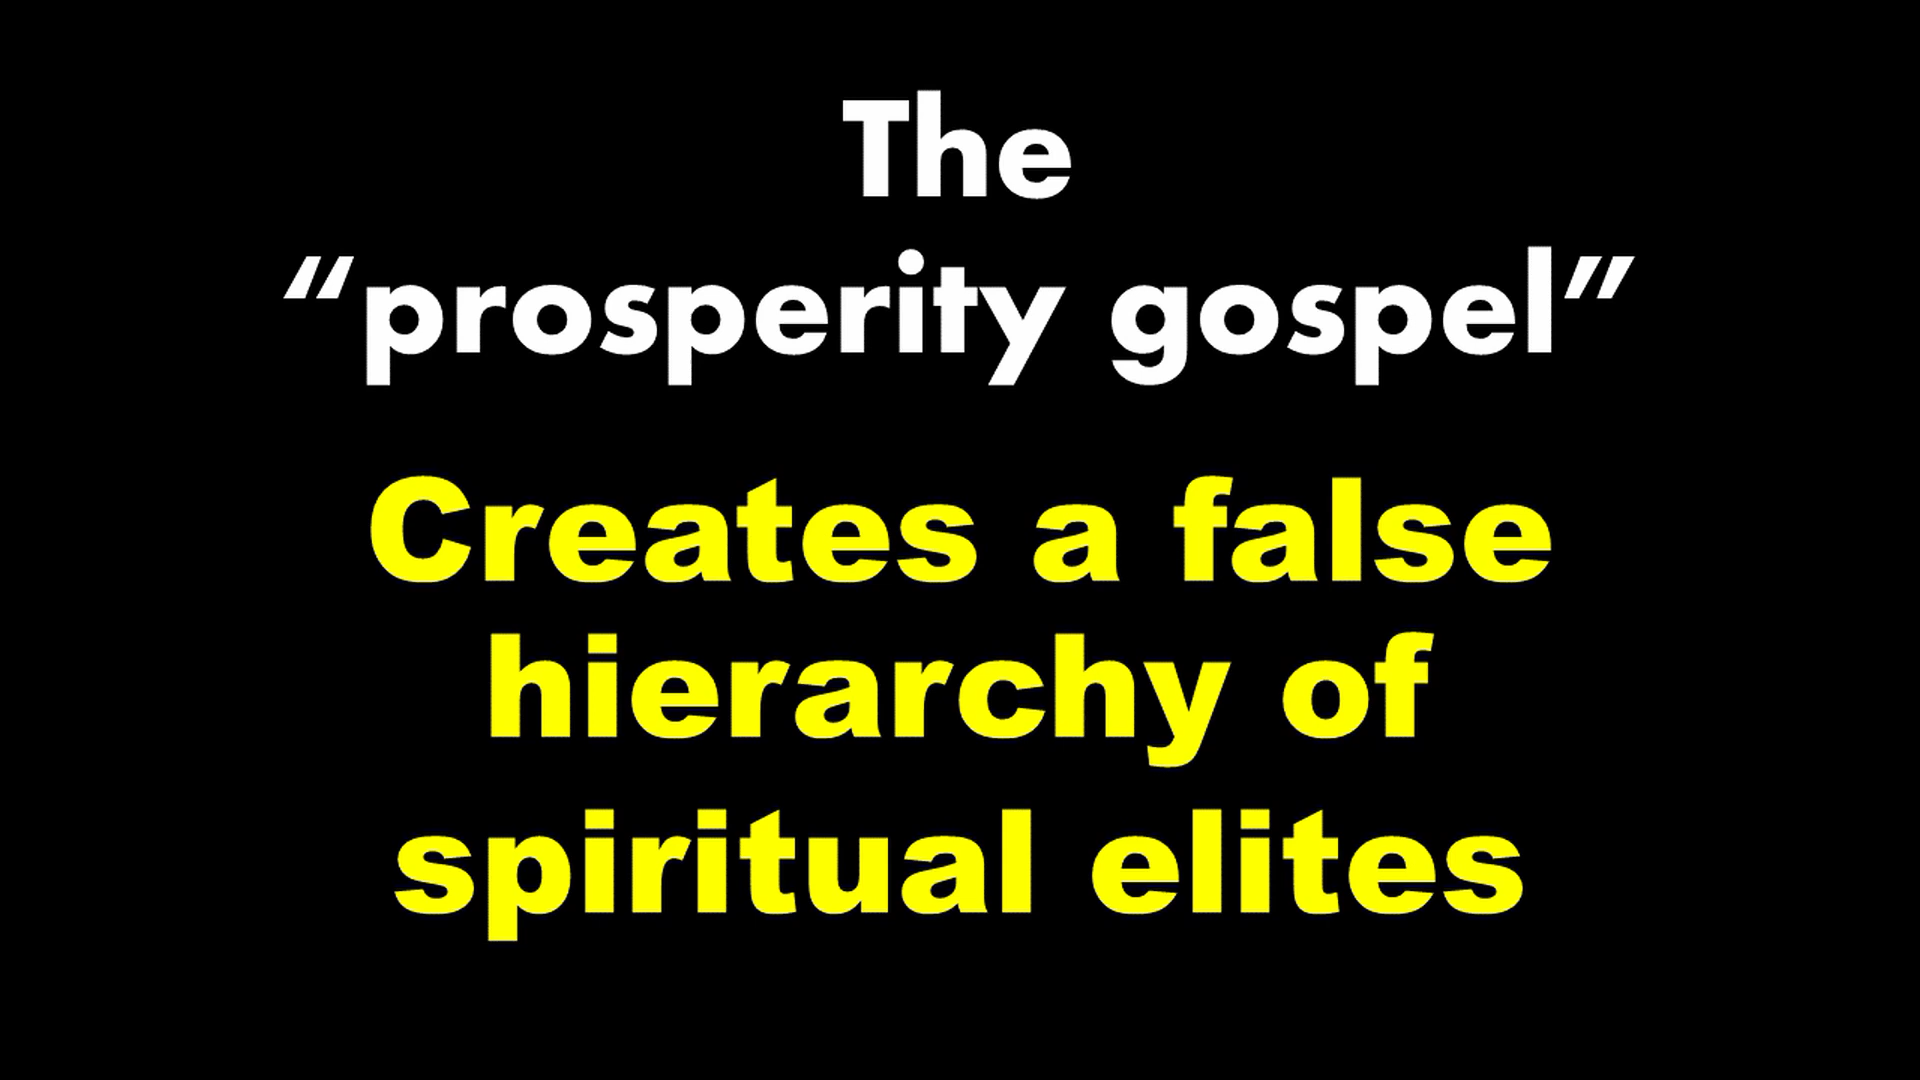 The
“prosperity gospel”
Creates a false
hierarchy of
spiritual elites